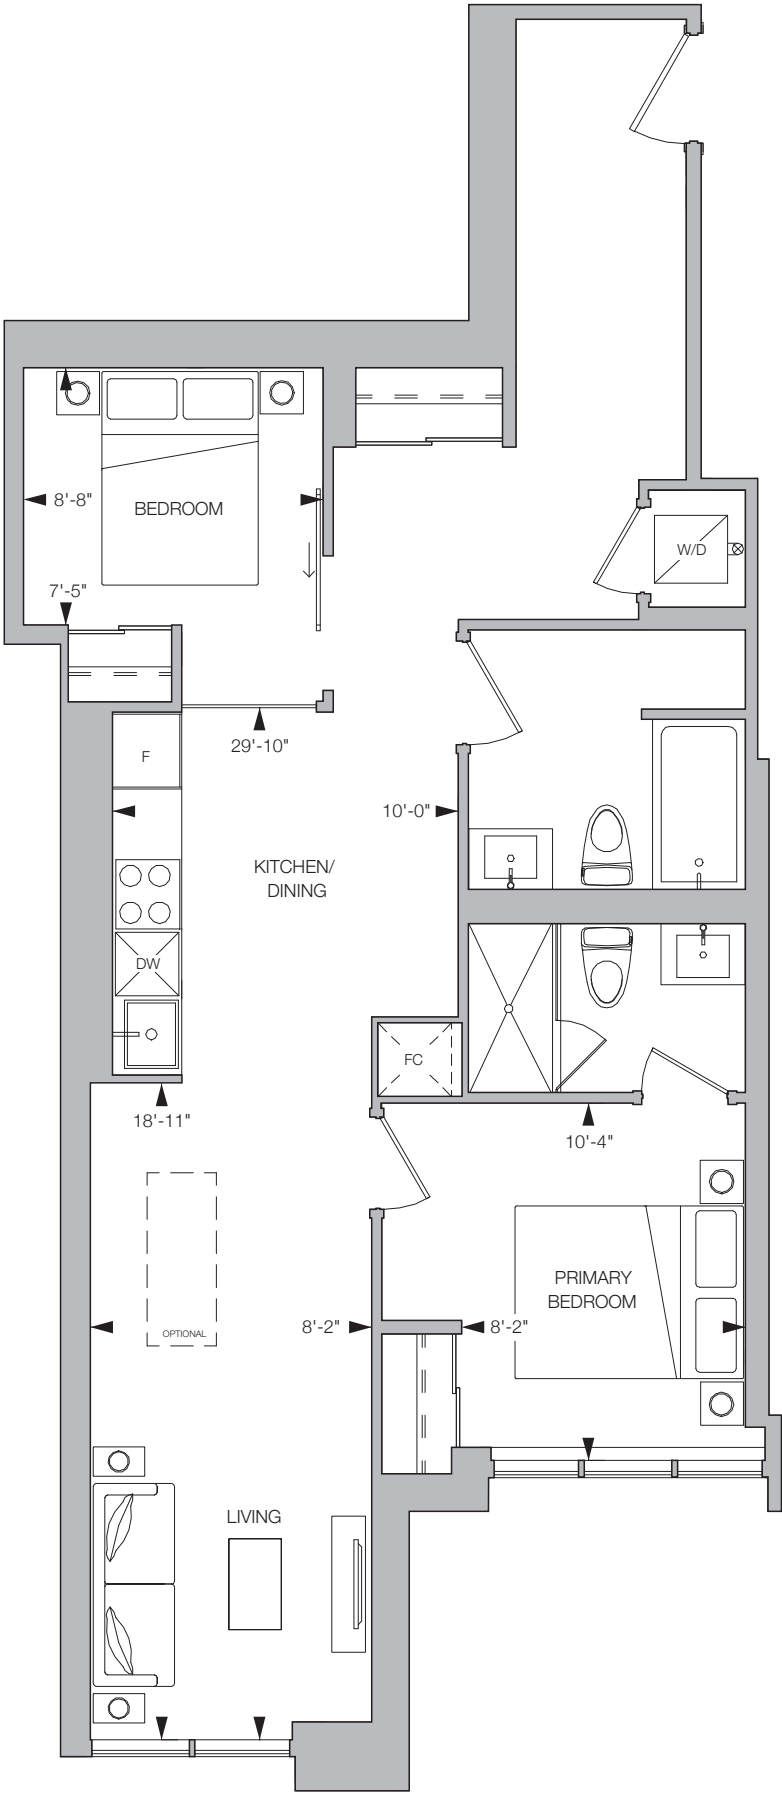 8'-8"
BEDROOM
W/D
7'-5"
29'-10"
F
10'-0"
KITCHEN/
DINING
DW
FC
18'-11"
10'-4"
PRIMARY
BEDROOM
8'-2"
8'-2"
OPTIONAL
LIVING